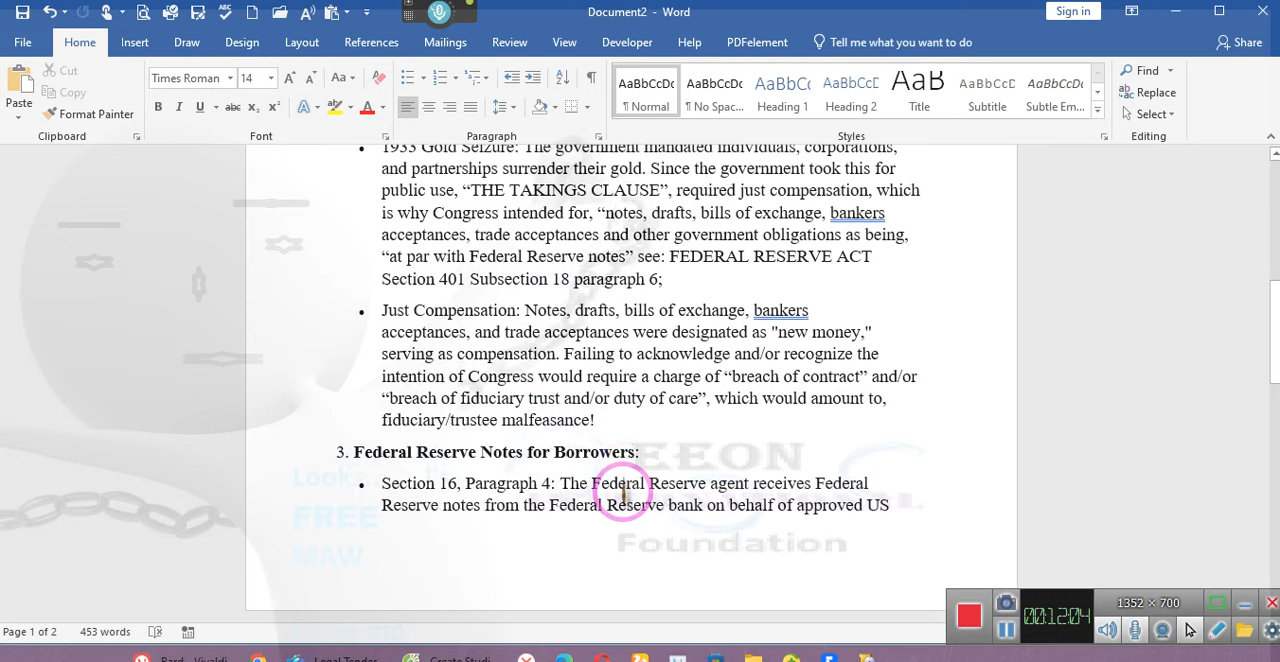 Document2 - Word
Sign in
File Home Insert Draw Design Layout References Mailings Review View Developer Help PDFelement Tell me what you want to do Share
Paste Cut Copy Format Painter
Times Roman 14
AaBbCcDc ¶ Normal
AaBbCcDc ¶ No Spac...
AaBbCc Heading 1
AaBbCcD Heading 2
AaB Title
AaBbCcD Subtitle
AaBbCcD Subtle Em...
Find
Replace
Select
Clipboard Font Paragraph Styles Editing
• 1933 Gold Seizure: The government mandated individuals, corporations,
and partnerships surrender their gold. Since the government took this for
public use, “THE TAKINGS CLAUSE”, required just compensation, which
is why Congress intended for, “notes, drafts, bills of exchange, bankers
acceptances, trade acceptances and other government obligations as being,
“at par with Federal Reserve notes” see: FEDERAL RESERVE ACT
Section 401 Subsection 18 paragraph 6;
• Just Compensation: Notes, drafts, bills of exchange, bankers
acceptances, and trade acceptances were designated as "new money,"
serving as compensation. Failing to acknowledge and/or recognize the
intention of Congress would require a charge of “breach of contract” and/or
“breach of fiduciary trust and/or duty of care”, which would amount to,
fiduciary/trustee malfeasance!
3. Federal Reserve Notes for Borrowers:
• Section 16, Paragraph 4: The Federal Reserve agent receives Federal
Reserve notes from the Federal Reserve bank on behalf of approved US
Foundation
FREE
MAW
1352 × 700
00:12:04
Page 1 of 2 453 words